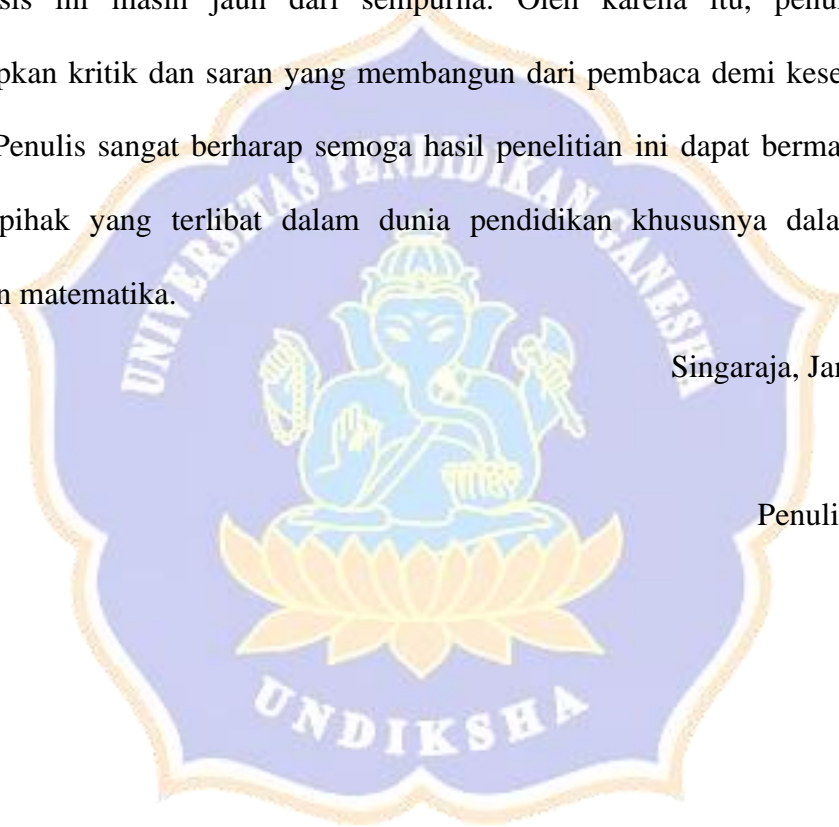 sis ini masih jauh dari sempurna. Oleh karena itu, penul
pkan kritik dan saran yang membangun dari pembaca demi kese
Penulis sangat berharap semoga hasil penelitian ini dapat berma
pihak yang terlibat dalam dunia pendidikan khususnya dala
n matematika.
UNIVERSITAS PENDIDIKAN GANESHA
Singaraja, Jan
Penuli
UNDIKSHA